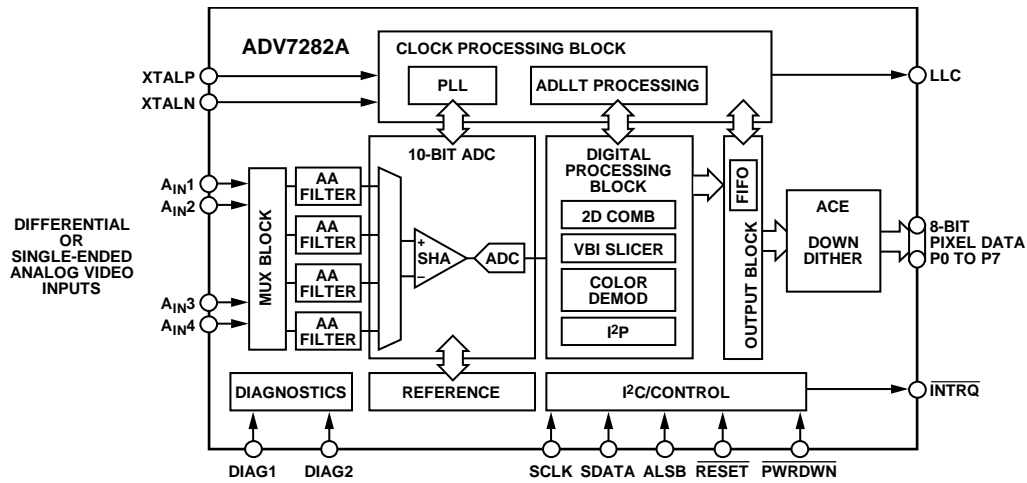 ADV7282A
CLOCK PROCESSING BLOCK
PLL
ADLLT PROCESSING
XTALP
XTALN
LLC
10-BIT ADC
DIGITAL
PROCESSING
BLOCK
2D COMB
VBI SLICER
COLOR
DEMOD
I²P
FIFO
OUTPUT BLOCK
ACE
DOWN
DITHER
8-BIT
PIXEL DATA
P0 TO P7
DIFFERENTIAL
OR
SINGLE-ENDED
ANALOG VIDEO
INPUTS
AIN1
AIN2
AIN3
AIN4
MUX BLOCK
AA
FILTER
AA
FILTER
AA
FILTER
AA
FILTER
+
SHA
–
ADC
DIAGNOSTICS
REFERENCE
I²C/CONTROL
INTRQ
DIAG1
DIAG2
SCLK
SDATA
ALSB
RESET
PWRDWN